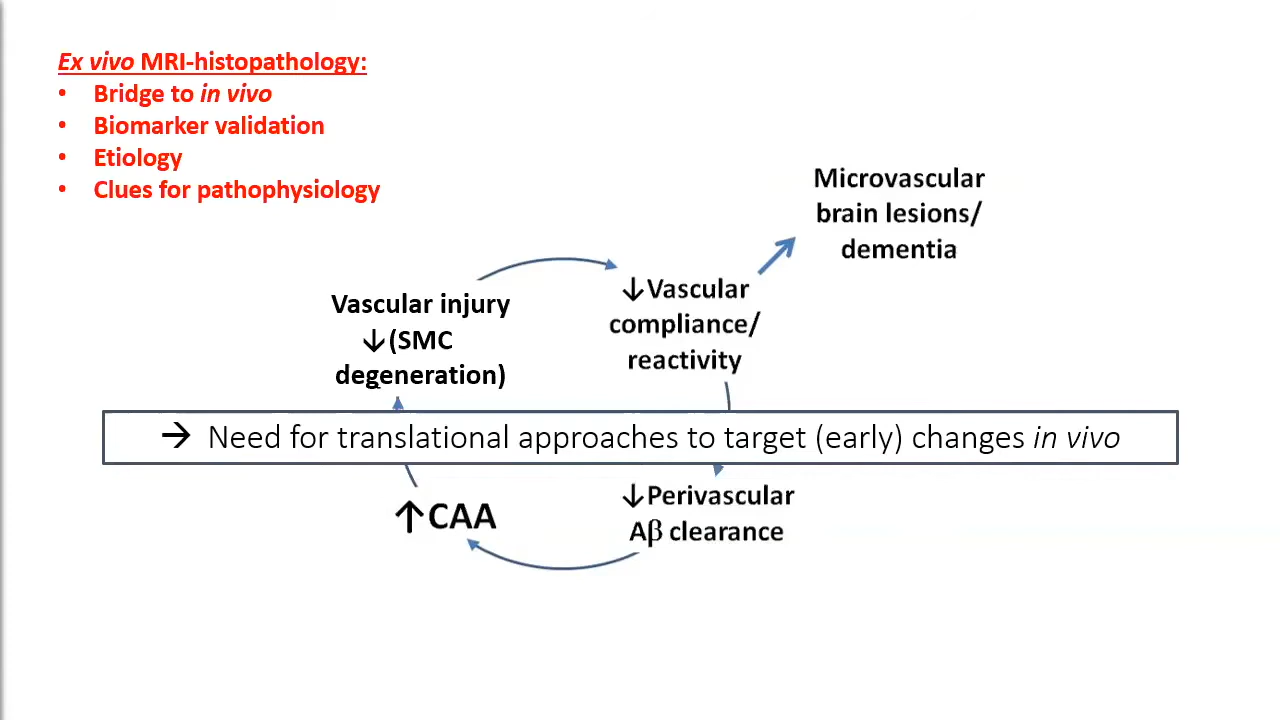 Ex vivo MRI-histopathology:
• Bridge to in vivo
• Biomarker validation
• Etiology
• Clues for pathophysiology
Microvascular
brain lesions/
dementia
Vascular injury
↓(SMC
degeneration)
↓Vascular
compliance/
reactivity
→ Need for translational approaches to target (early) changes in vivo
↑CAA
↓Perivascular
Aβ clearance